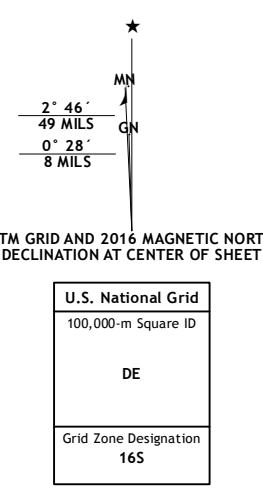 ★
MN
2° 46´
49 MILS
GN
0° 28´
8 MILS
TM GRID AND 2016 MAGNETIC NORT
DECLINATION AT CENTER OF SHEET
U.S. National Grid
100,000-m Square ID
DE
Grid Zone Designation
16S